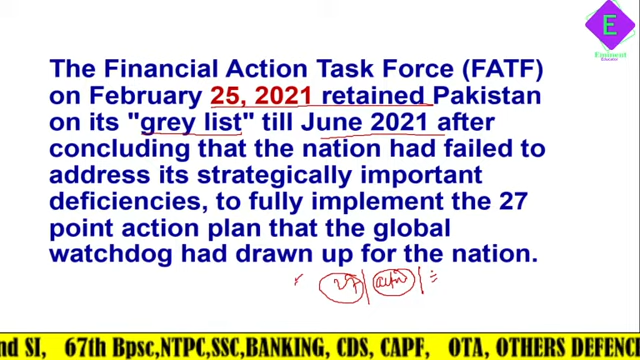 E
Eminent
Educator
The Financial Action Task Force (FATF)
on February 25, 2021 retained Pakistan
on its "grey list" till June 2021 after
concluding that the nation had failed to
address its strategically important
deficiencies, to fully implement the 27
point action plan that the global
watchdog had drawn up for the nation.
27
nd SI, 67th Bpsc,NTPC,SSC,BANKING, CDS, CAPF, OTA, OTHERS DEFENC